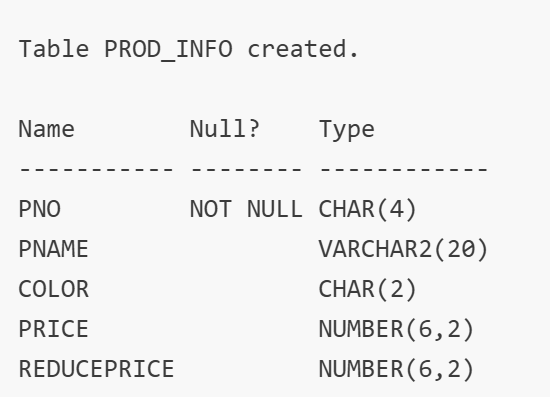 Table PROD_INFO created.
Name        Null?    Type
----------- -------- ------------
PNO         NOT NULL CHAR(4)
PNAME                VARCHAR2(20)
COLOR                CHAR(2)
PRICE                NUMBER(6,2)
REDUCEPRICE          NUMBER(6,2)